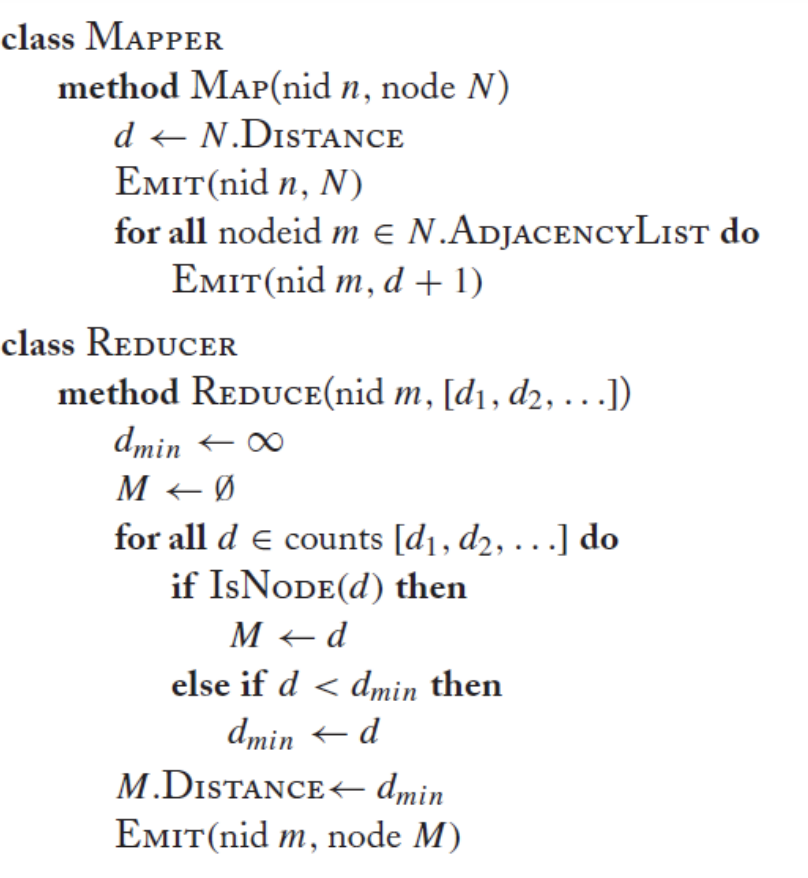 class MAPPER
method MAP(nid n, node N)
d ← N.DISTANCE
EMIT(nid n, N)
for all nodeid m ∈ N.ADJACENCYLIST do
EMIT(nid m, d + 1)
class REDUCER
method REDUCE(nid m, [d₁, d₂, . . .])
dₘᵢₙ ← ∞
M ← ∅
for all d ∈ counts [d₁, d₂, . . .] do
if ISNODE(d) then
M ← d
else if d < dₘᵢₙ then
dₘᵢₙ ← d
M.DISTANCE ← dₘᵢₙ
EMIT(nid m, node M)